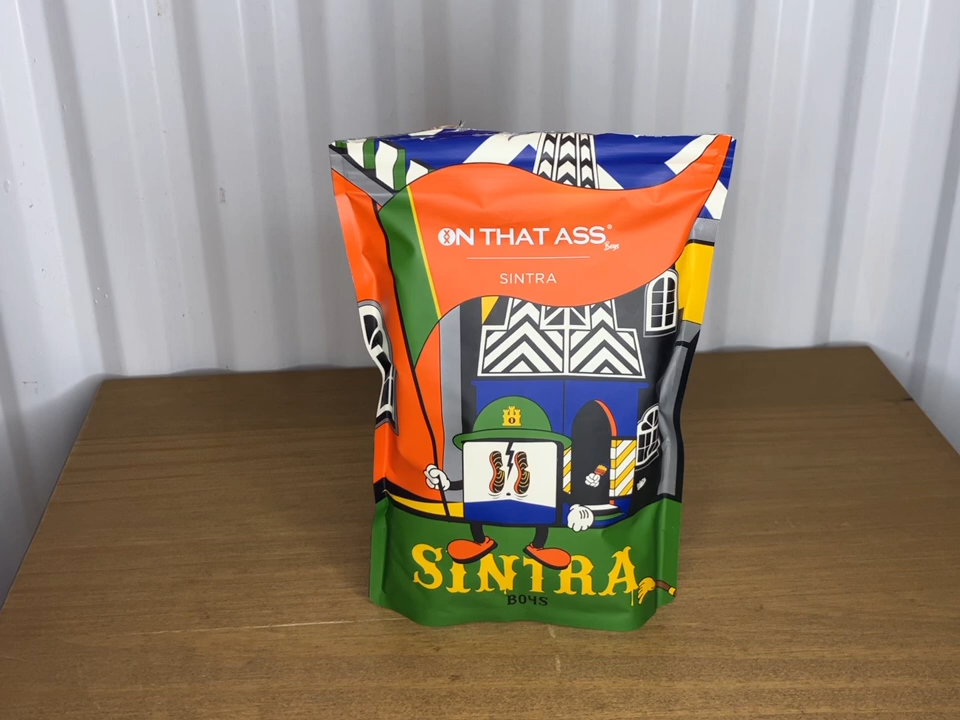 ON THAT ASS®
Boys
SINTRA
SINTRA
BOYS